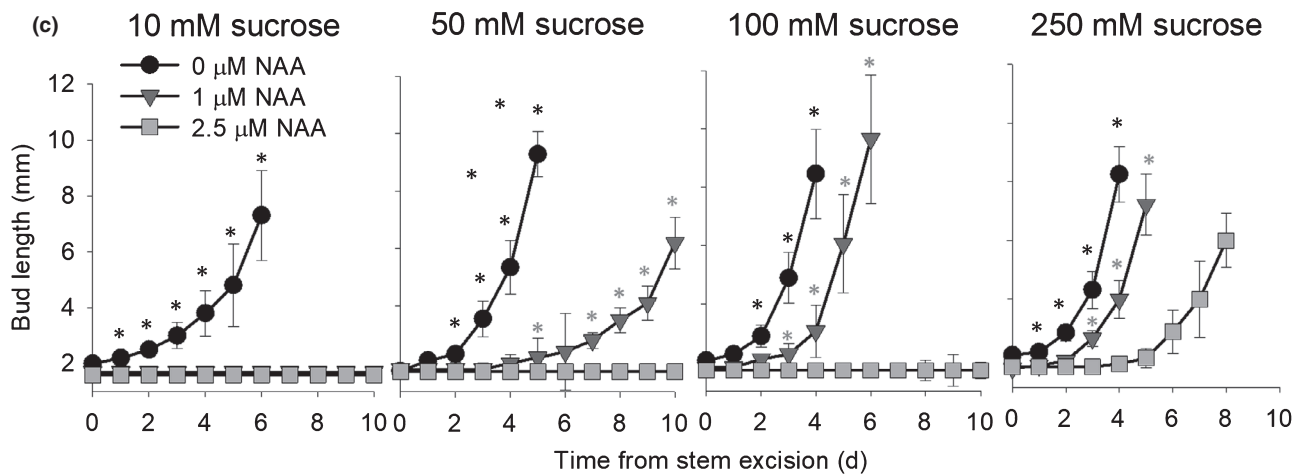 (c)
10 mM sucrose
50 mM sucrose
100 mM sucrose
250 mM sucrose
0 μM NAA
1 μM NAA
2.5 μM NAA
Bud length (mm)
12
10
8
6
4
2
* * * * * *
* * * * * * * * * * *
* * * * * * *
* * * * * * *
0 2 4 6 8 10
0 2 4 6 8 10
0 2 4 6 8 10
0 2 4 6 8 10
Time from stem excision (d)